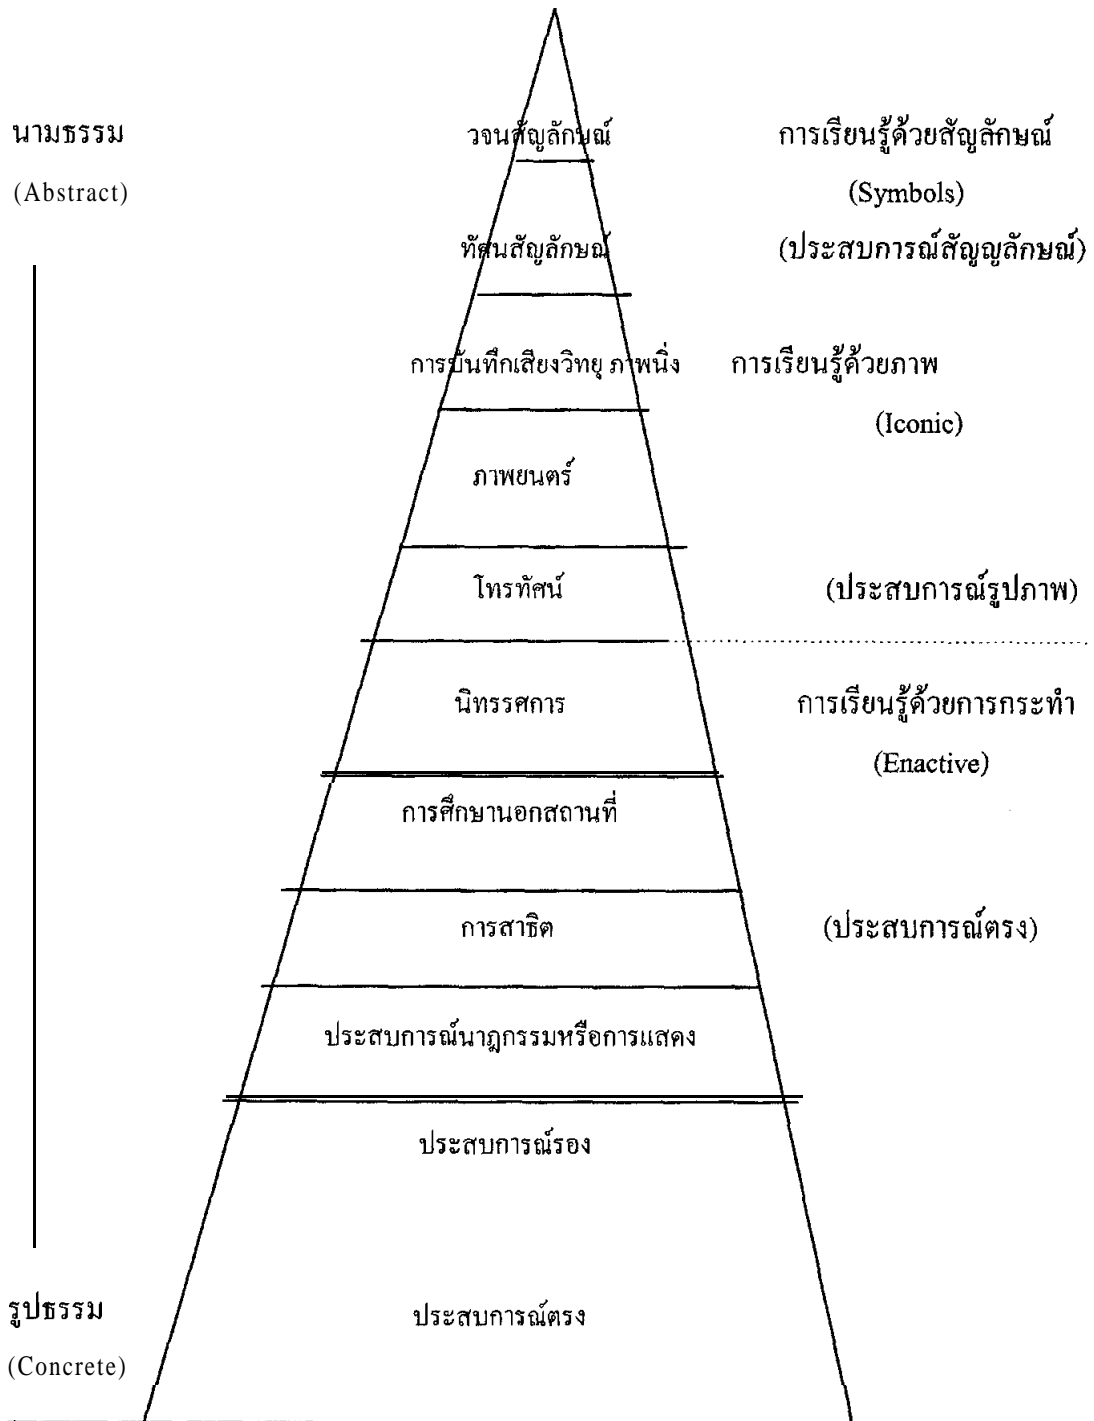 นามธรรม วจนสัญลักษณ์ การเรียนรู้ด้วยสัญลักษณ์
(Abstract) (Symbols)
ทัศนสัญลักษณ์ (ประสบการณ์สัญญลักษณ์)
การบันทึกเสียงวิทยุ ภาพนิ่ง การเรียนรู้ด้วยภาพ
(Iconic)
ภาพยนตร์
โทรทัศน์ (ประสบการณ์รูปภาพ)
นิทรรศการ การเรียนรู้ด้วยการกระทำ
(Enactive)
การศึกษานอกสถานที่
การสาธิต (ประสบการณ์ตรง)
ประสบการณ์นาฎกรรมหรือการแสดง
ประสบการณ์รอง
รูปธรรม ประสบการณ์ตรง
(Concrete)